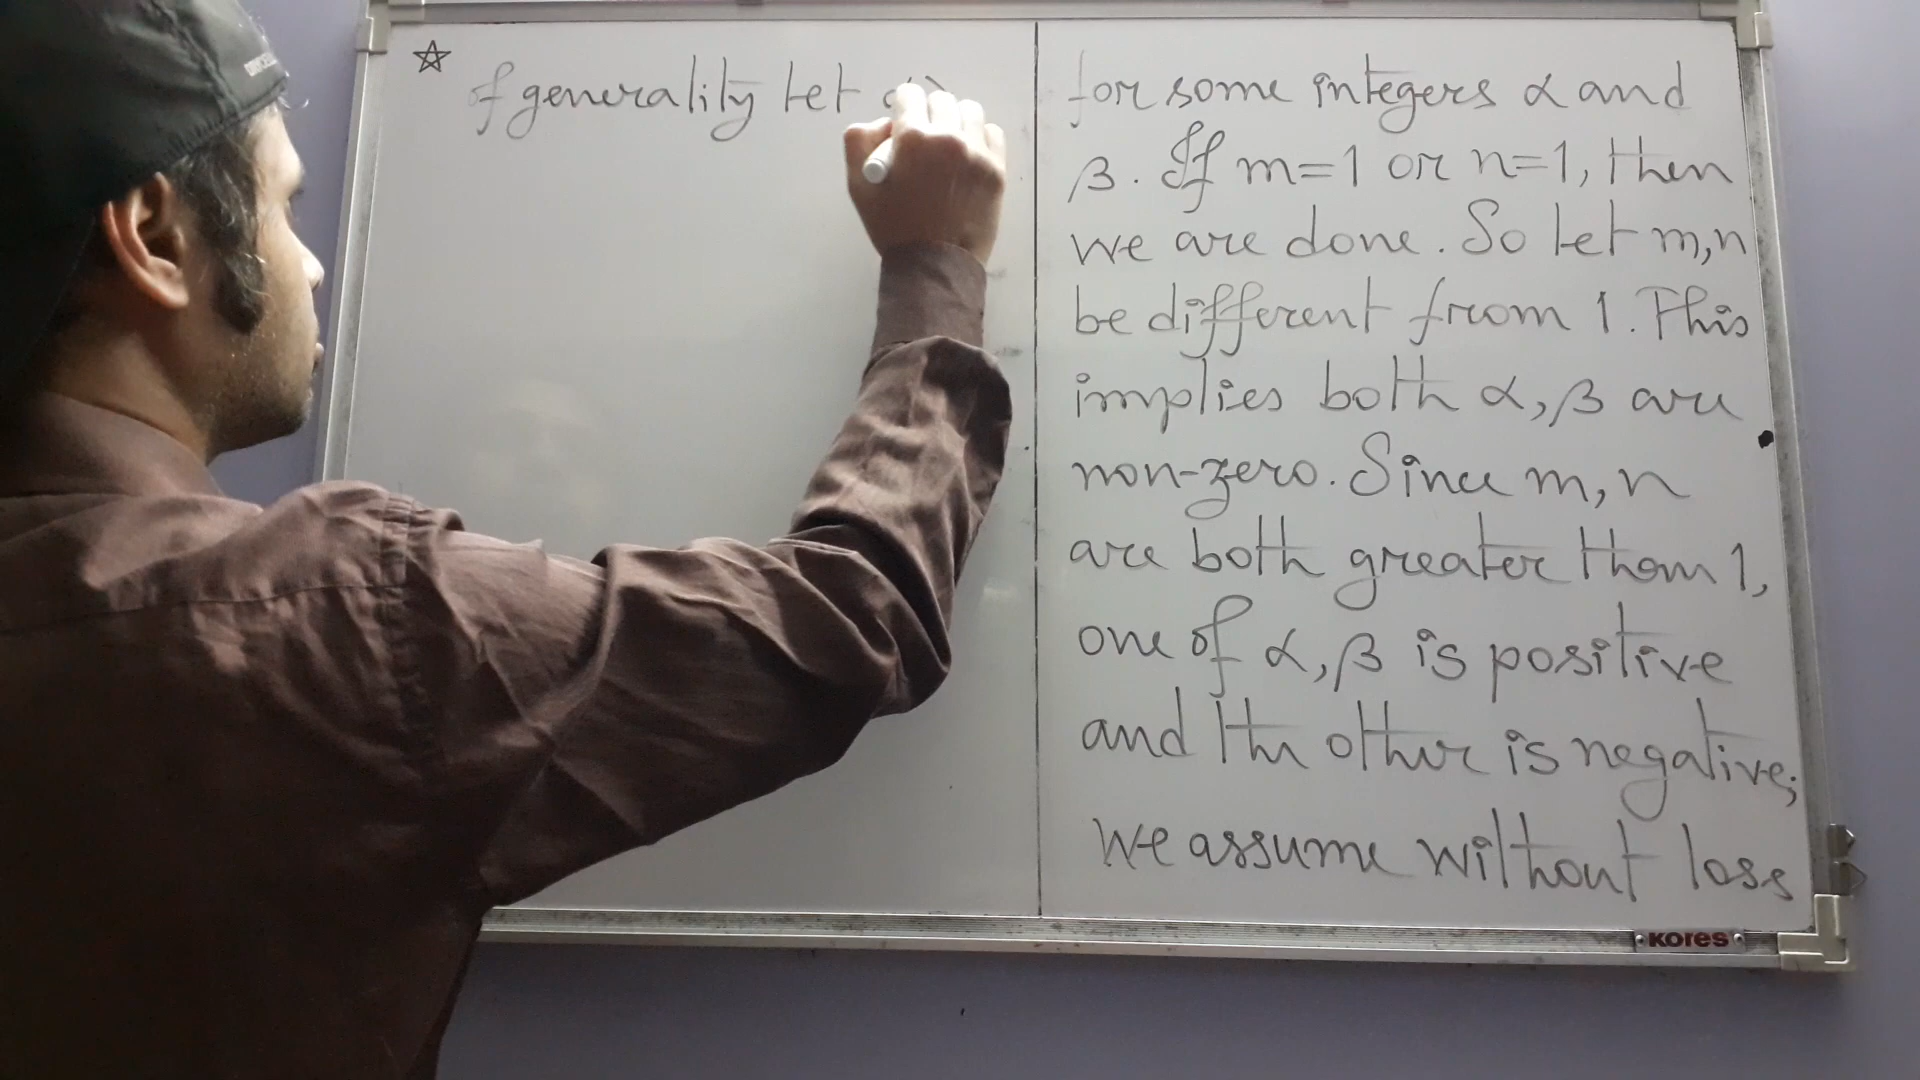 of generality let
for some integers α and
β. If m=1 or n=1, then
we are done. So let m,n
be different from 1. This
implies both α,β are
non-zero. Since m,n
are both greater than 1,
one of α,β is positive
and the other is negative;
we assume without loss
KORES